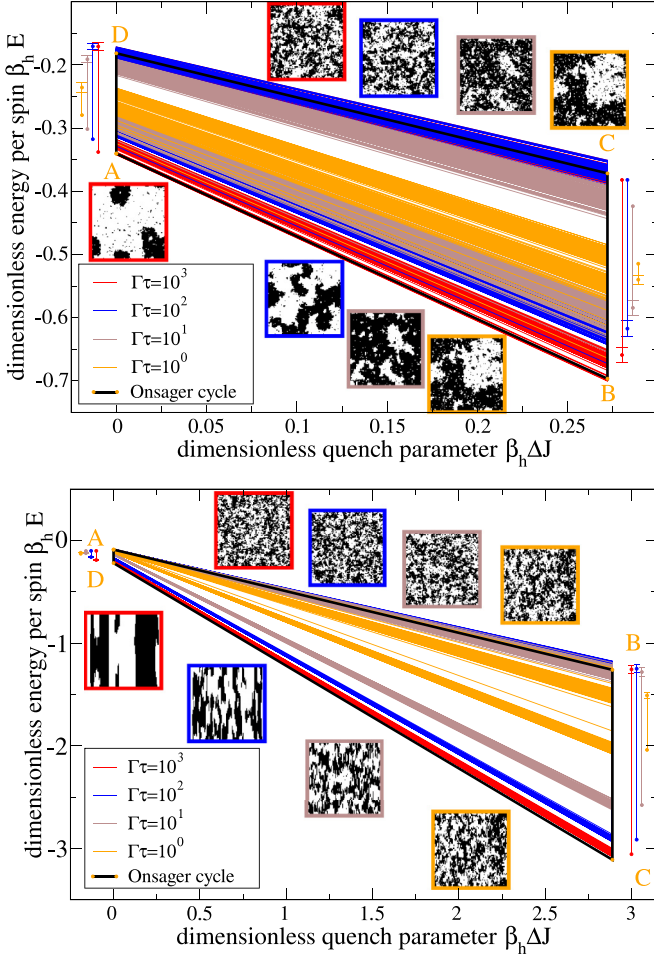 D
-0.2
-0.3
-0.4
-0.5
-0.6
-0.7
dimensionless energy per spin β_h E
A
C
B
Γτ=10³
Γτ=10²
Γτ=10¹
Γτ=10⁰
Onsager cycle
0 0.05 0.1 0.15 0.2 0.25
dimensionless quench parameter β_hΔJ
0
-1
-2
-3
dimensionless energy per spin β_h E
A
D
B
C
Γτ=10³
Γτ=10²
Γτ=10¹
Γτ=10⁰
Onsager cycle
0 0.5 1 1.5 2 2.5 3
dimensionless quench parameter β_hΔJ